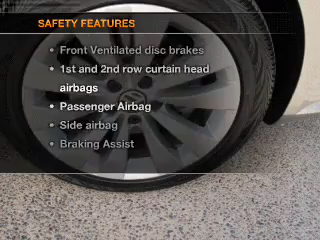 SAFETY FEATURES
• Front Ventilated disc brakes
• 1st and 2nd row curtain head
airbags
• Passenger Airbag
• Side airbag
• Braking Assist